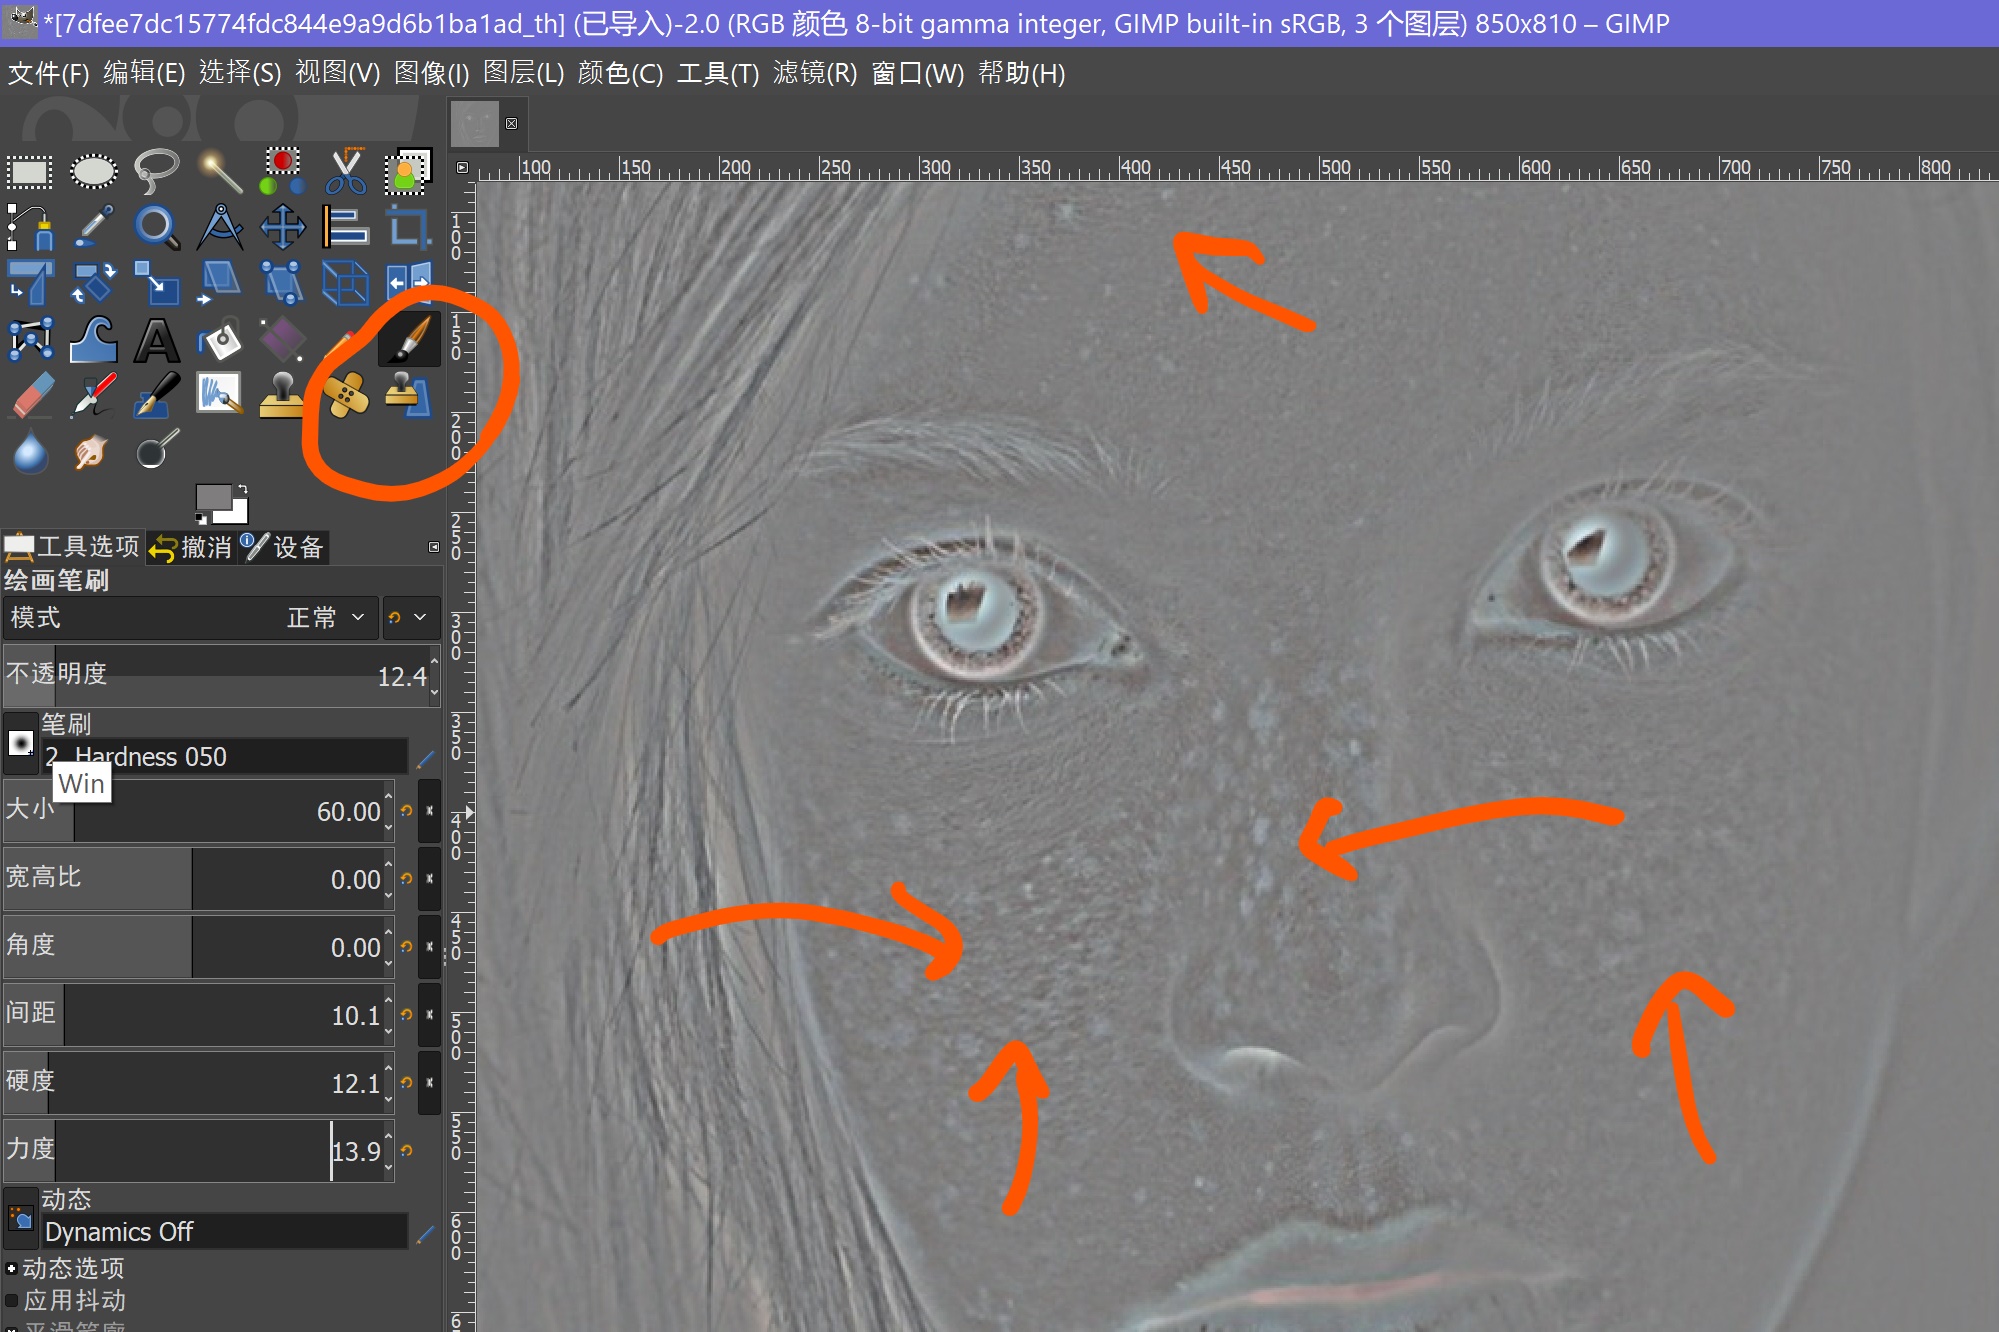 *[7dfee7dc15774fdc844e9a9d6b1ba1ad_th] (已导入)-2.0 (RGB 颜色 8-bit gamma integer, GIMP built-in sRGB, 3 个图层) 850x810 – GIMP
文件(F) 编辑(E) 选择(S) 视图(V) 图像(I) 图层(L) 颜色(C) 工具(T) 滤镜(R) 窗口(W) 帮助(H)
100 150 200 250 300 350 400 450 500 550 600 650 700 750 800
100
150
200
250
300
350
400
450
500
550
600
工具选项 撤消 设备
绘画笔刷
模式 正常
不透明度 12.4
笔刷
2. Hardness 050
Win
大小 60.00
宽高比 0.00
角度 0.00
间距 10.1
硬度 12.1
力度 13.9
动态
Dynamics Off
动态选项
应用抖动